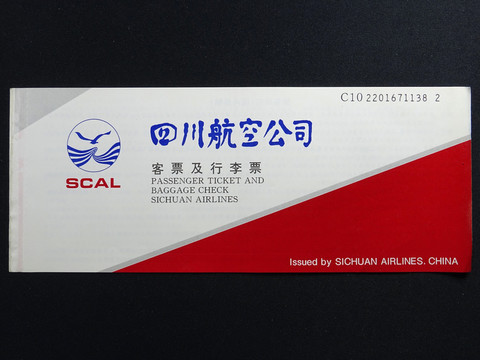 C10 2201671138 2
四川航空公司
SCAL
客票及行李票
PASSENGER TICKET AND
BAGGAGE CHECK
SICHUAN AIRLINES
Issued by SICHUAN AIRLINES. CHINA